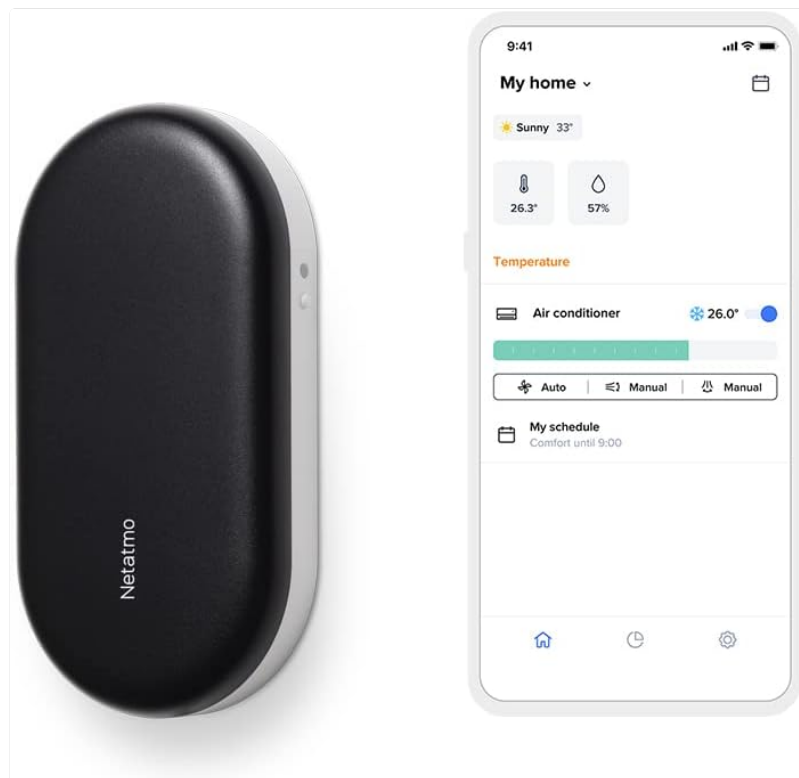 Netatmo
9:41
My home
Sunny 33°
26.3°
57%
Temperature
Air conditioner 26.0°
Auto | Manual | Manual
My schedule
Comfort until 9:00